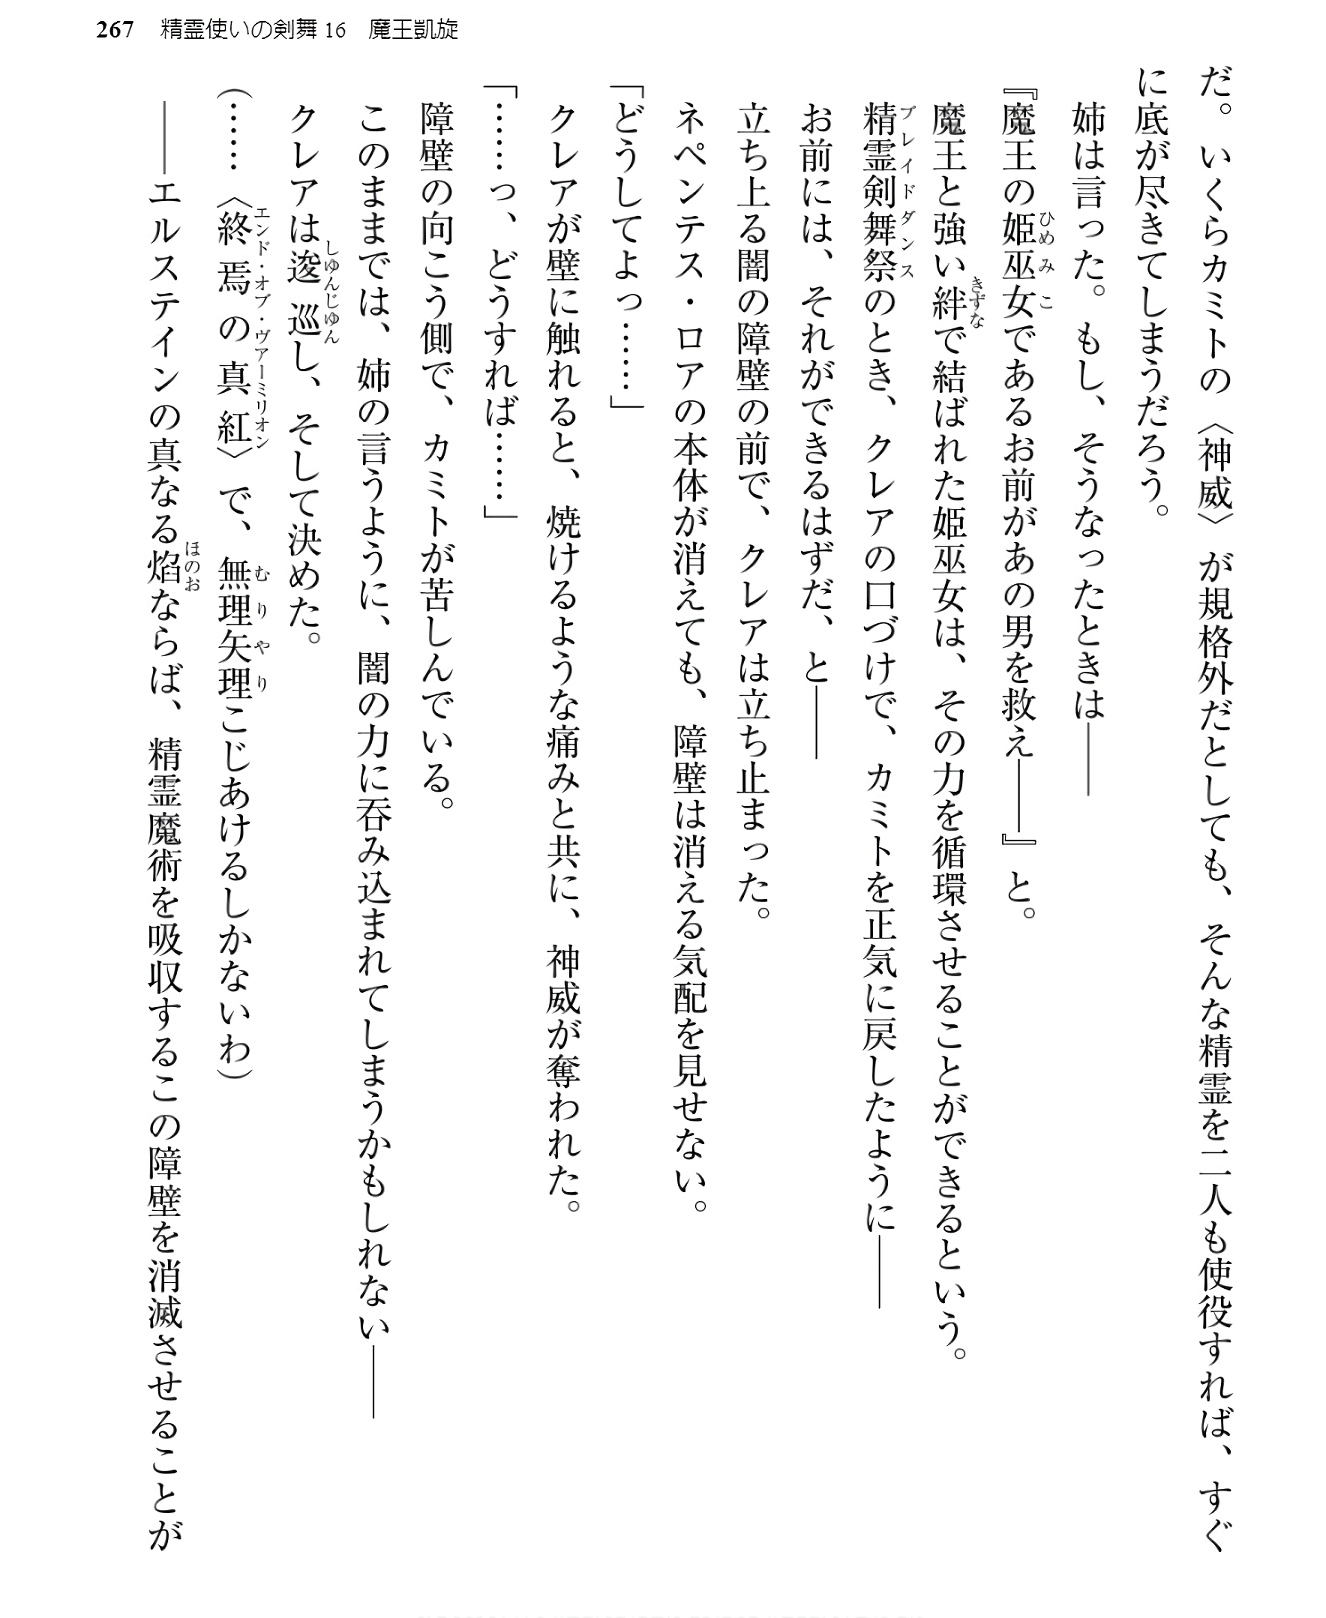 267　精霊使いの剣舞16　魔王凱旋
だ。いくらカミトの〈神威〉が規格外だとしても、そんな精霊を二人も使役すれば、すぐ
に底が尽きてしまうだろう。
姉は言った。もし、そうなったときは――
『魔王の姫巫女であるお前があの男を救え――』と。
魔王と強い絆で結ばれた姫巫女は、その力を循環させることができるという。
精霊剣舞祭のとき、クレアの口づけで、カミトを正気に戻したように――
お前には、それができるはずだ、と――
立ち上る闇の障壁の前で、クレアは立ち止まった。
ネペンテス・ロアの本体が消えても、障壁は消える気配を見せない。
「どうしてよっ……」
クレアが壁に触れると、焼けるような痛みと共に、神威が奪われた。
「……っ、どうすれば……」
障壁の向こう側で、カミトが苦しんでいる。
このままでは、姉の言うように、闇の力に呑み込まれてしまうかもしれない――
クレアは逡巡し、そして決めた。
（……〈終焉の真紅〉で、無理矢理こじあけるしかないわ）
――エルステインの真なる焔ならば、精霊魔術を吸収するこの障壁を消滅させることが
ひめみこ
きずな
ブレイドダンス
しゅんじゅん
エンド・オブ・ヴァーミリオン
むりやり
ほのお